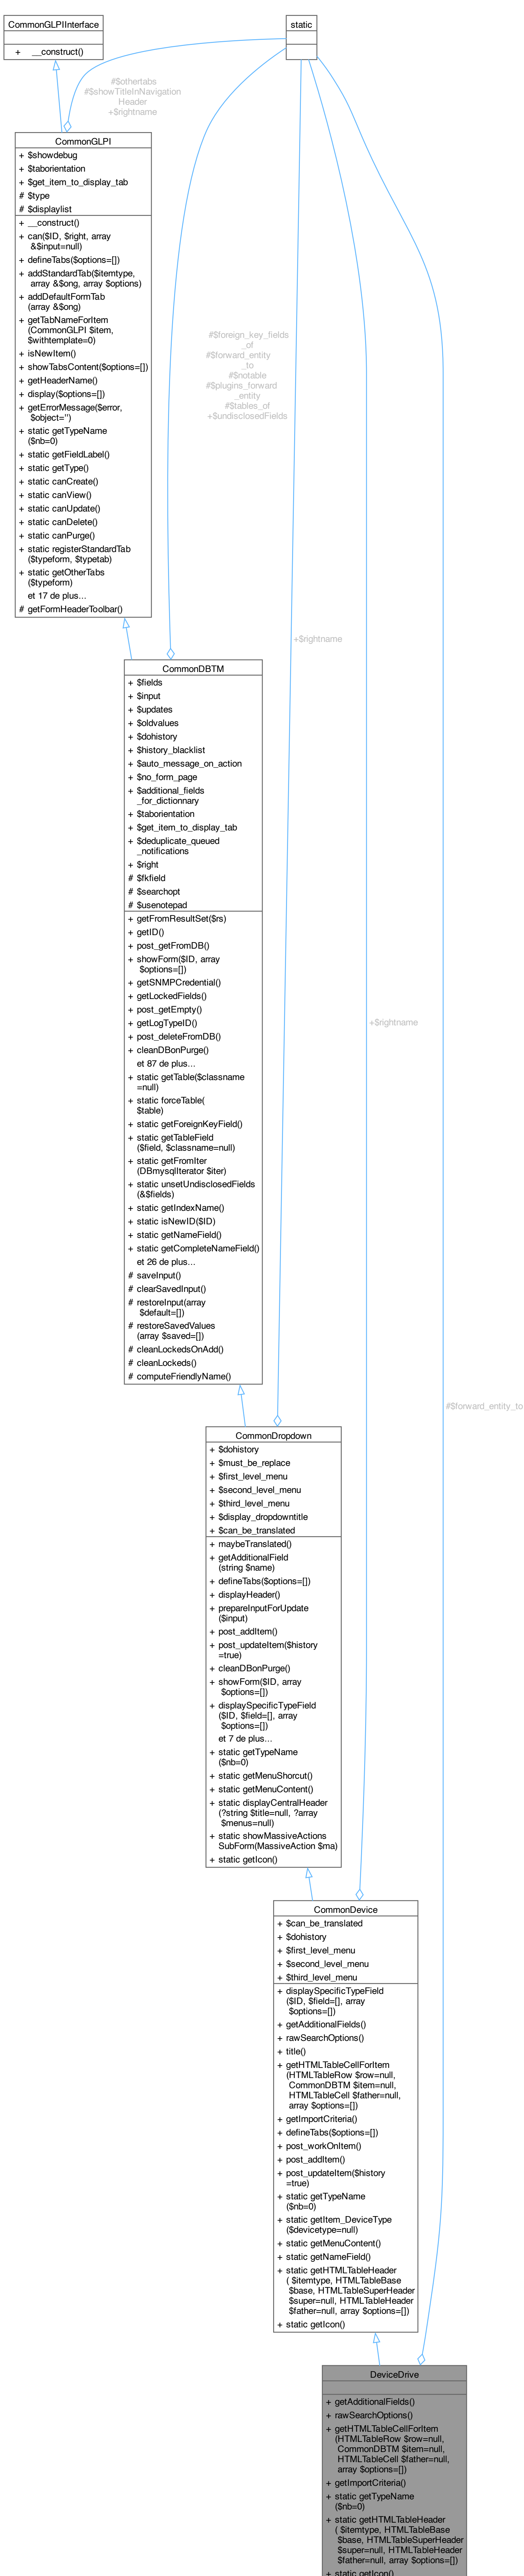 CommonGLPIInterface
+ __construct()
static
#$othertabs
#$showTitleInNavigation
Header
+$rightname
CommonGLPI
+ $showdebug
+ $taborientation
+ $get_item_to_display_tab
# $type
# $displaylist
+ __construct()
+ can($ID, $right, array
&$input=null)
+ defineTabs($options=[])
+ addStandardTab($itemtype,
array &$ong, array $options)
+ addDefaultFormTab
(array &$ong)
+ getTabNameForItem
(CommonGLPI $item,
$withtemplate=0)
+ isNewItem()
+ showTabsContent($options=[])
+ getHeaderName()
+ display($options=[])
+ getErrorMessage($error,
$object='')
+ static getTypeName
($nb=0)
+ static getFieldLabel()
+ static getType()
+ static canCreate()
+ static canView()
+ static canUpdate()
+ static canDelete()
+ static canPurge()
+ static registerStandardTab
($typeform, $typetab)
+ static getOtherTabs
($typeform)
et 17 de plus...
# getFormHeaderToolbar()
#$foreign_key_fields
_of
#$forward_entity
_to
#$notable
#$plugins_forward
_entity
#$tables_of
+$undisclosedFields
+$rightname
CommonDBTM
+ $fields
+ $input
+ $updates
+ $oldvalues
+ $dohistory
+ $history_blacklist
+ $auto_message_on_action
+ $no_form_page
+ $additional_fields
_for_dictionnary
+ $taborientation
+ $get_item_to_display_tab
+ $deduplicate_queued
_notifications
+ $right
# $fkfield
# $searchopt
# $usenotepad
+ getFromResultSet($rs)
+ getID()
+ post_getFromDB()
+ showForm($ID, array
$options=[])
+ getSNMPCredential()
+ getLockedFields()
+ post_getEmpty()
+ getLogTypeID()
+ post_deleteFromDB()
+ cleanDBonPurge()
et 87 de plus...
+ static getTable($classname
=null)
+ static forceTable(
$table)
+ static getForeignKeyField()
+ static getTableField
($field, $classname=null)
+ static getFromIter
(DBmysqlIterator $iter)
+ static unsetUndisclosedFields
(&$fields)
+ static getIndexName()
+ static isNewID($ID)
+ static getNameField()
+ static getCompleteNameField()
et 26 de plus...
# saveInput()
# clearSavedInput()
# restoreInput(array
$default=[])
# restoreSavedValues
(array $saved=[])
# cleanLockedsOnAdd()
# cleanLockeds()
# computeFriendlyName()
+$rightname
#$forward_entity_to
CommonDropdown
+ $dohistory
+ $must_be_replace
+ $first_level_menu
+ $second_level_menu
+ $third_level_menu
+ $display_dropdowntitle
+ $can_be_translated
+ maybeTranslated()
+ getAdditionalField
(string $name)
+ defineTabs($options=[])
+ displayHeader()
+ prepareInputForUpdate
($input)
+ post_addItem()
+ post_updateItem($history
=true)
+ cleanDBonPurge()
+ showForm($ID, array
$options=[])
+ displaySpecificTypeField
($ID, $field=[], array
$options=[])
et 7 de plus...
+ static getTypeName
($nb=0)
+ static getMenuShorcut()
+ static getMenuContent()
+ static displayCentralHeader
(?string $title=null, ?array
$menus=null)
+ static showMassiveActions
SubForm(MassiveAction $ma)
+ static getIcon()
CommonDevice
+ $can_be_translated
+ $dohistory
+ $first_level_menu
+ $second_level_menu
+ $third_level_menu
+ displaySpecificTypeField
($ID, $field=[], array
$options=[])
+ getAdditionalFields()
+ rawSearchOptions()
+ title()
+ getHTMLTableCellForItem
(HTMLTableRow $row=null,
CommonDBTM $item=null,
HTMLTableCell $father=null,
array $options=[])
+ getImportCriteria()
+ defineTabs($options=[])
+ post_workOnItem()
+ post_addItem()
+ post_updateItem($history
=true)
+ static getTypeName
($nb=0)
+ static getItem_DeviceType
($devicetype=null)
+ static getMenuContent()
+ static getNameField()
+ static getHTMLTableHeader
( $itemtype, HTMLTableBase
$base, HTMLTableSuperHeader
$super=null, HTMLTableHeader
$father=null, array $options=[])
+ static getIcon()
DeviceDrive
+ getAdditionalFields()
+ rawSearchOptions()
+ getHTMLTableCellForItem
(HTMLTableRow $row=null,
CommonDBTM $item=null,
HTMLTableCell $father=null,
array $options=[])
+ getImportCriteria()
+ static getTypeName
($nb=0)
+ static getHTMLTableHeader
( $itemtype, HTMLTableBase
$base, HTMLTableSuperHeader
$super=null, HTMLTableHeader
$father=null, array $options=[])
+ static getIcon()